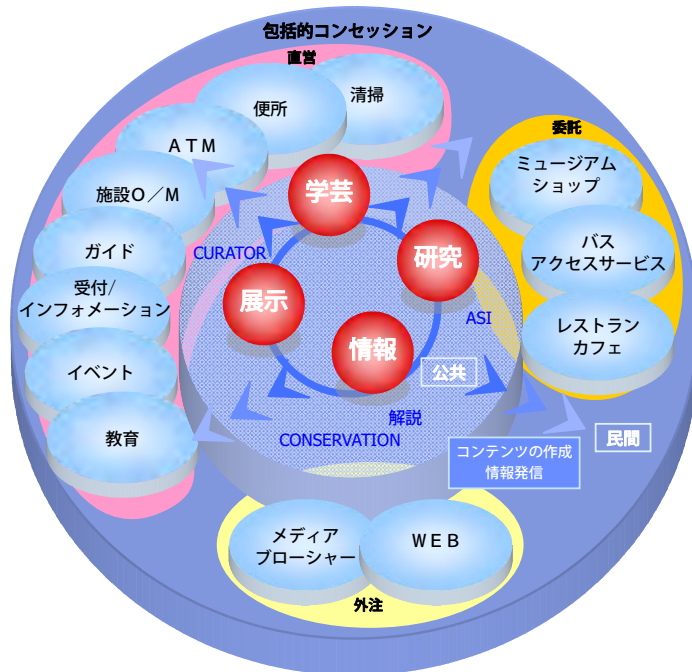 包括的コンセッション
直営
清掃
便所
ATM
施設O/M
ガイド
受付/
インフォメーション
イベント
教育
委託
ミュージアム
ショップ
バス
アクセスサービス
レストラン
カフェ
学芸
研究
展示
情報
CURATOR
ASI
公共
解説
CONSERVATION
コンテンツの作成
情報発信
民間
メディア
ブローシャー
WEB
外注